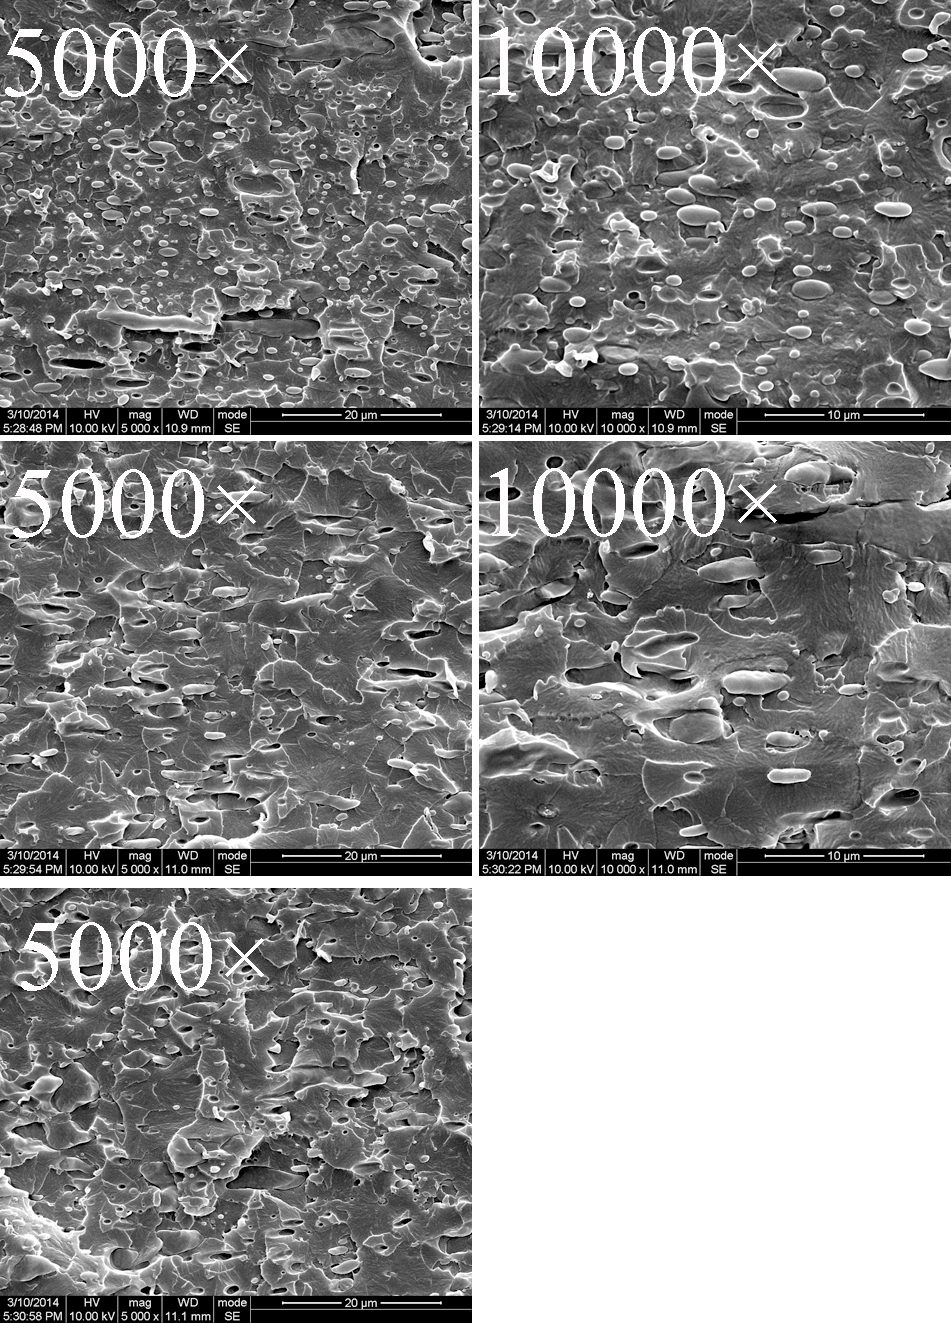 5000×
10000×
3/10/2014 HV mag WD mode
5:28:48 PM 10.00 kV 5 000 x 10.9 mm SE 20 µm
3/10/2014 HV mag WD mode
5:29:14 PM 10.00 kV 10 000 x 10.9 mm SE 10 µm
5000×
10000×
3/10/2014 HV mag WD mode
5:29:54 PM 10.00 kV 5 000 x 11.0 mm SE 20 µm
3/10/2014 HV mag WD mode
5:30:22 PM 10.00 kV 10 000 x 11.0 mm SE 10 µm
5000×
3/10/2014 HV mag WD mode
5:30:58 PM 10.00 kV 5 000 x 11.1 mm SE 20 µm